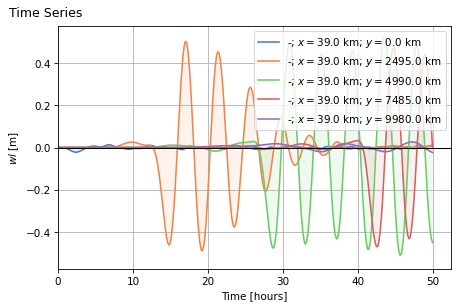 Time Series
-; x = 39.0 km; y = 0.0 km
-; x = 39.0 km; y = 2495.0 km
-; x = 39.0 km; y = 4990.0 km
-; x = 39.0 km; y = 7485.0 km
-; x = 39.0 km; y = 9980.0 km
wl [m]
0.4
0.2
0.0
−0.2
−0.4
0 10 20 30 40 50
Time [hours]